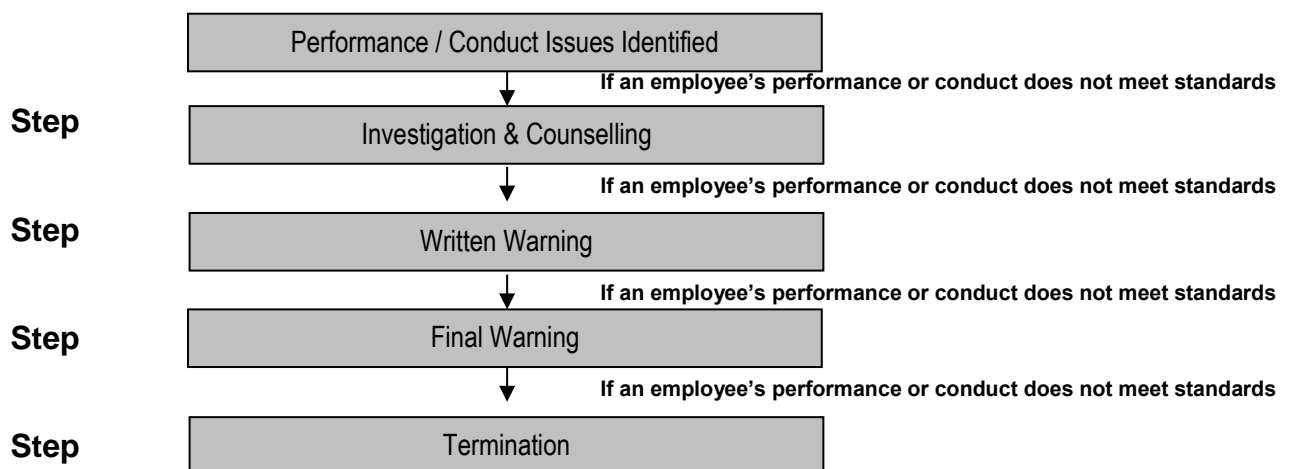 Performance / Conduct Issues Identified
If an employee’s performance or conduct does not meet standards
Step
Investigation & Counselling
If an employee’s performance or conduct does not meet standards
Step
Written Warning
If an employee’s performance or conduct does not meet standards
Step
Final Warning
If an employee’s performance or conduct does not meet standards
Step
Termination